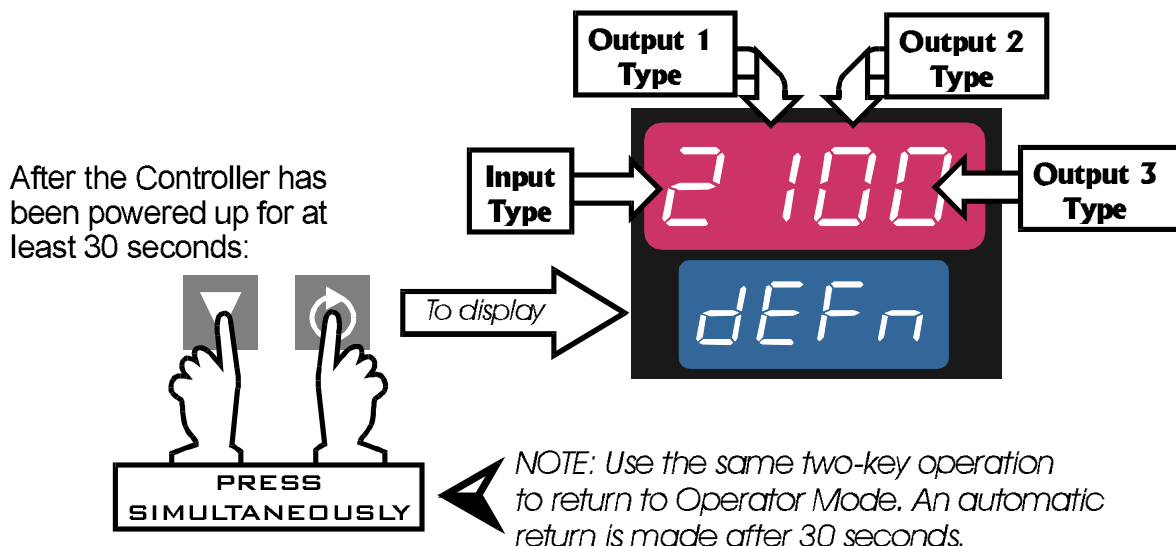 Output 1
Type
Output 2
Type
Input
Type
2100
Output 3
Type
After the Controller has
been powered up for at
least 30 seconds:
To display
dEFn
PRESS
SIMULTANEOUSLY
NOTE: Use the same two-key operation
to return to Operator Mode. An automatic
return is made after 30 seconds.